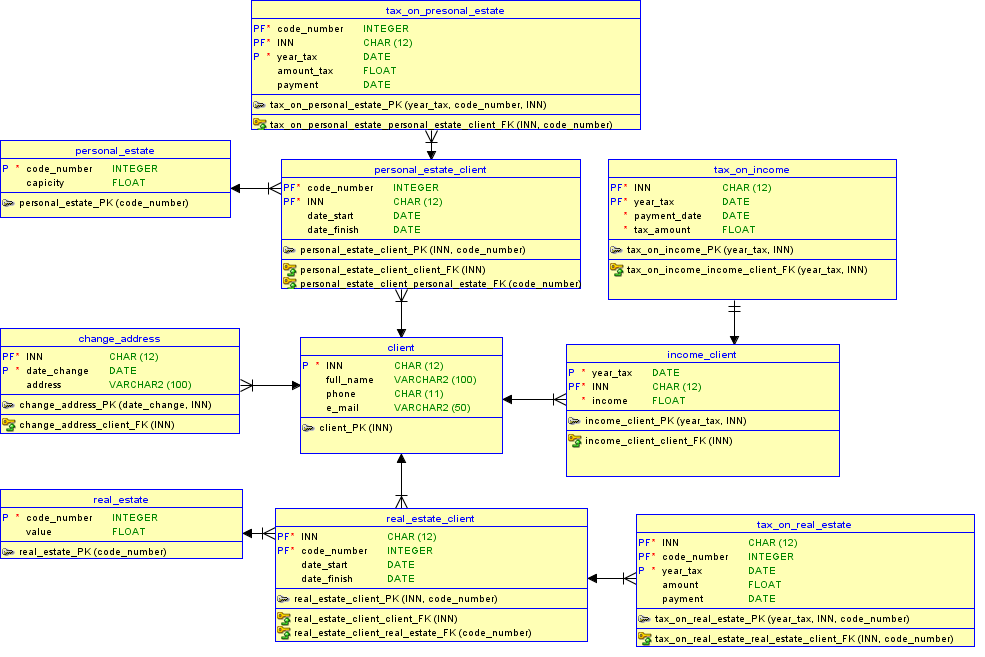 tax_on_presonal_estate
PF* code_number INTEGER
PF* INN CHAR (12)
P * year_tax DATE
amount_tax FLOAT
payment DATE
tax_on_personal_estate_PK (year_tax, code_number, INN)
tax_on_personal_estate_personal_estate_client_FK (INN, code_number)
personal_estate
P * code_number INTEGER
capicity FLOAT
personal_estate_PK (code_number)
personal_estate_client
PF* code_number INTEGER
PF* INN CHAR (12)
date_start DATE
date_finish DATE
personal_estate_client_PK (INN, code_number)
personal_estate_client_client_FK (INN)
personal_estate_client_personal_estate_FK (code_number)
tax_on_income
PF* INN CHAR (12)
PF* year_tax DATE
* payment_date DATE
* tax_amount FLOAT
tax_on_income_PK (year_tax, INN)
tax_on_income_income_client_FK (year_tax, INN)
change_address
PF* INN CHAR (12)
P * date_change DATE
address VARCHAR2 (100)
change_address_PK (date_change, INN)
change_address_client_FK (INN)
client
P * INN CHAR (12)
full_name VARCHAR2 (100)
phone CHAR (11)
e_mail VARCHAR2 (50)
client_PK (INN)
income_client
P * year_tax DATE
PF* INN CHAR (12)
* income FLOAT
income_client_PK (year_tax, INN)
income_client_client_FK (INN)
real_estate
P * code_number INTEGER
value FLOAT
real_estate_PK (code_number)
real_estate_client
PF* INN CHAR (12)
PF* code_number INTEGER
date_start DATE
date_finish DATE
real_estate_client_PK (INN, code_number)
real_estate_client_client_FK (INN)
real_estate_client_real_estate_FK (code_number)
tax_on_real_estate
PF* INN CHAR (12)
PF* code_number INTEGER
P * year_tax DATE
amount FLOAT
payment DATE
tax_on_real_estate_PK (year_tax, INN, code_number)
tax_on_real_estate_real_estate_client_FK (INN, code_number)